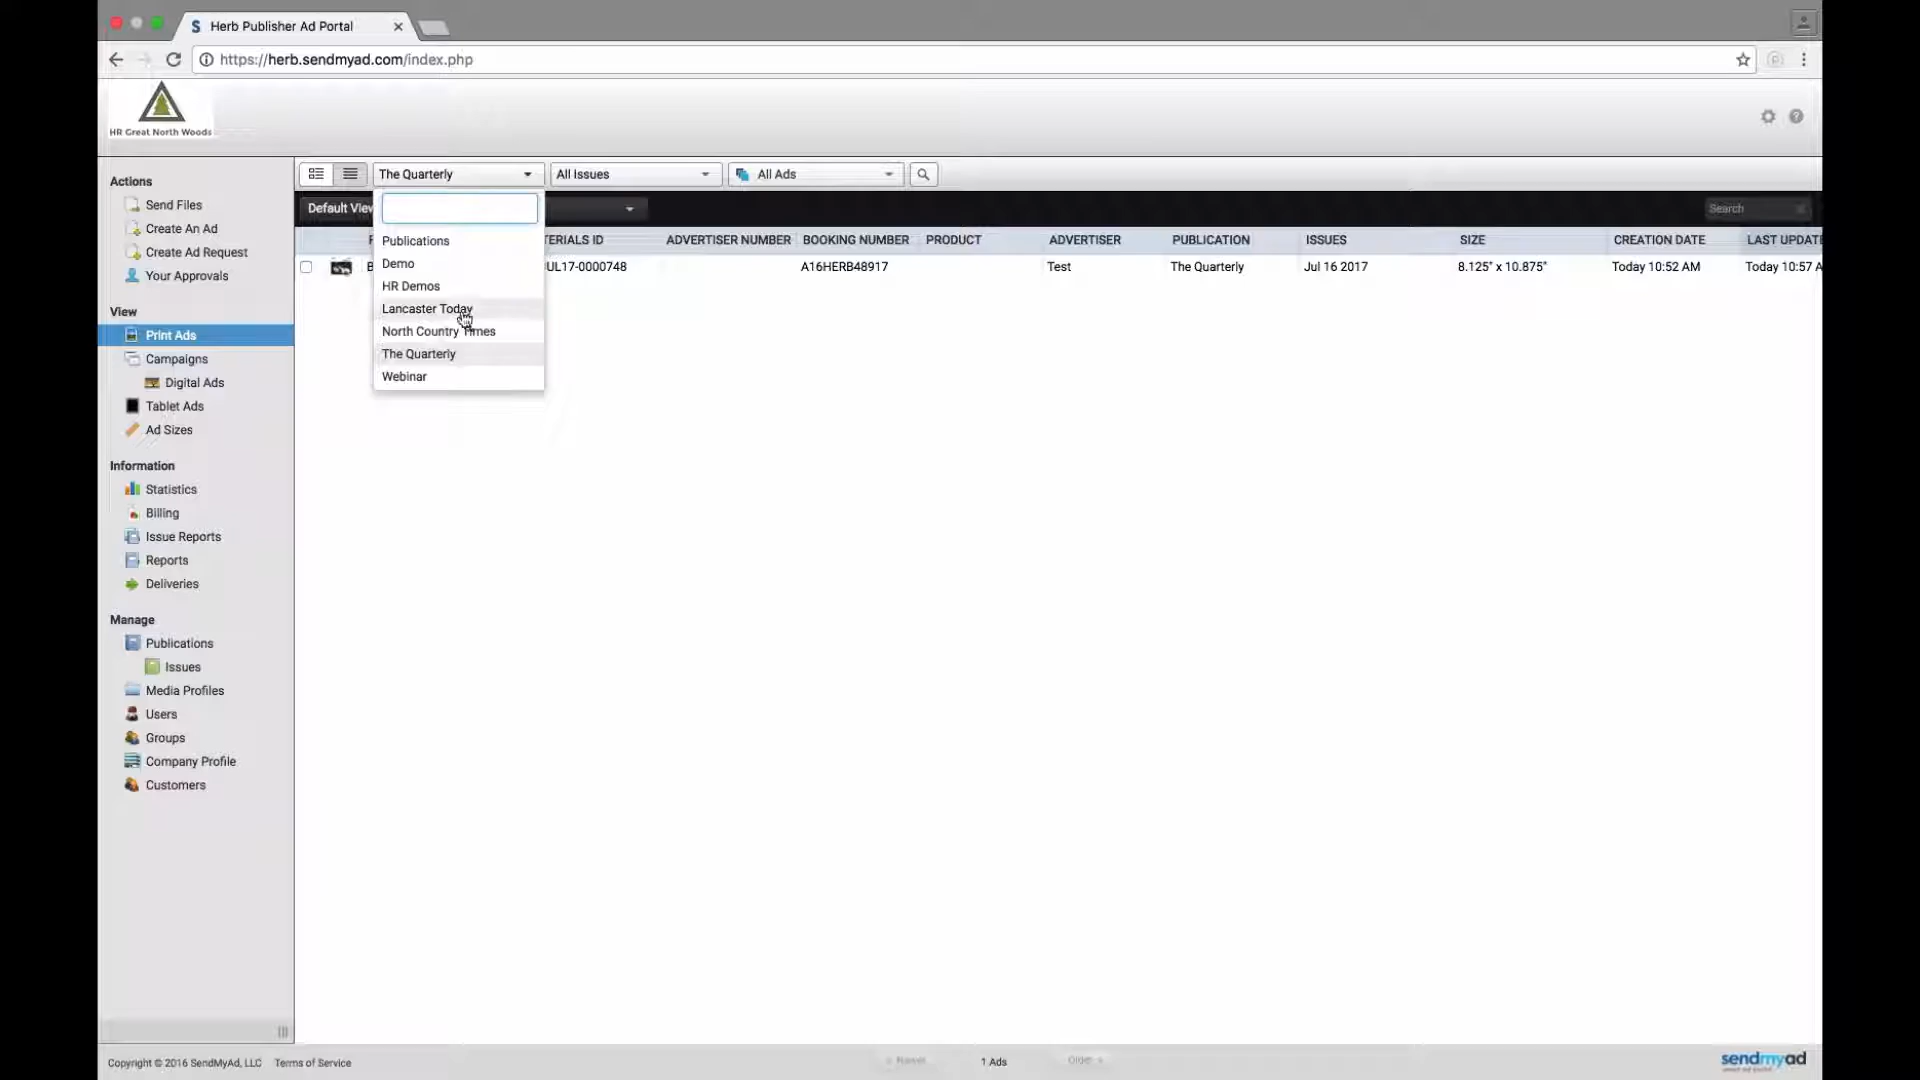 Herb Publisher Ad Portal
https://herb.sendmyad.com/index.php
HR Great North Woods
Actions
Send Files
Create An Ad
Create Ad Request
Your Approvals
View
Print Ads
Campaigns
Digital Ads
Tablet Ads
Ad Sizes
Information
Statistics
Billing
Issue Reports
Reports
Deliveries
Manage
Publications
Issues
Media Profiles
Users
Groups
Company Profile
Customers
The Quarterly All Issues All Ads
Default View Search
TERIALS ID ADVERTISER NUMBER BOOKING NUMBER PRODUCT ADVERTISER PUBLICATION ISSUES SIZE CREATION DATE LAST UPDATE
UL17-0000748 A16HERB48917 Test The Quarterly Jul 16 2017 8.125" x 10.875" Today 10:52 AM Today 10:57 A
Publications
Demo
HR Demos
Lancaster Today
North Country Times
The Quarterly
Webinar
Copyright © 2016 SendMyAd, LLC Terms of Service « Newer 1 Ads Older » sendmyad